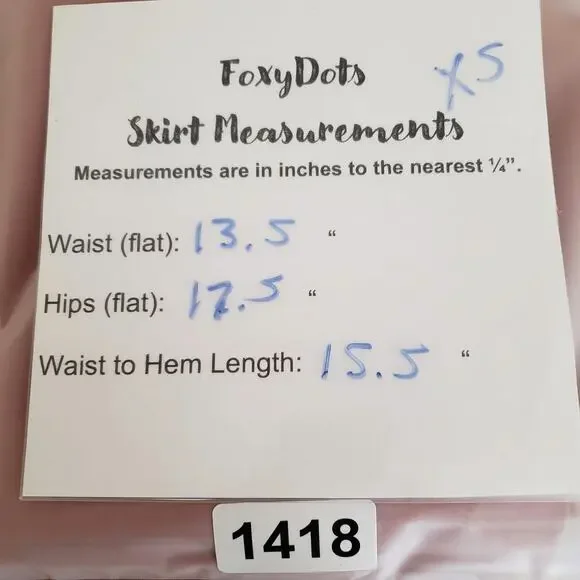 FoxyDots
XS
Skirt Measurements
Measurements are in inches to the nearest ¼”.
Waist (flat): 13.5 “
Hips (flat): 17.5 “
Waist to Hem Length: 15.5 “
1418